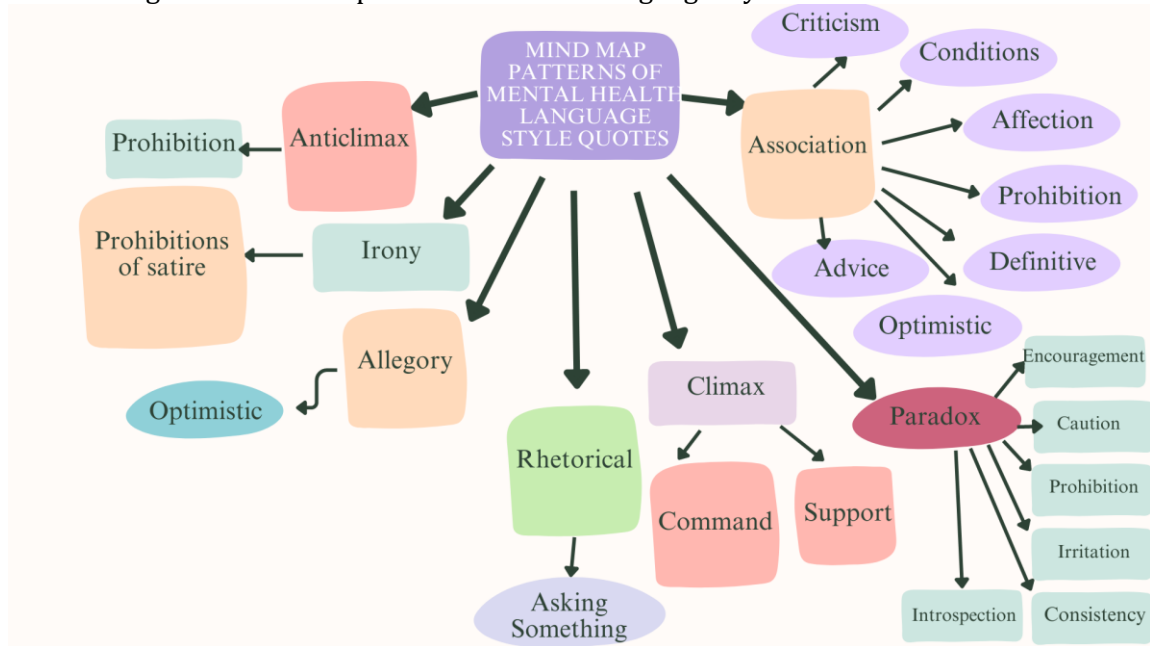 MIND MAP
PATTERNS OF
MENTAL HEALTH
LANGUAGE
STYLE QUOTES
Anticlimax
Prohibition
Irony
Prohibitions
of satire
Allegory
Optimistic
Rhetorical
Asking
Something
Climax
Command
Support
Association
Criticism
Conditions
Affection
Prohibition
Definitive
Optimistic
Advice
Paradox
Encouragement
Caution
Prohibition
Irritation
Consistency
Introspection